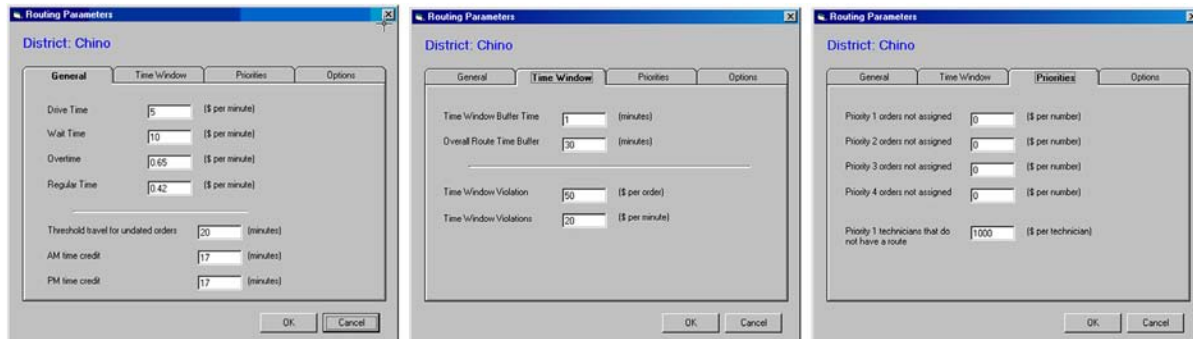 Routing Parameters
District: Chino
General Time Window Priorities Options
Drive Time 5 ($ per minute)
Wait Time 10 ($ per minute)
Overtime 0.65 ($ per minute)
Regular Time 0.42 ($ per minute)
Threshold travel for undated orders 20 (minutes)
AM time credit 17 (minutes)
PM time credit 17 (minutes)
OK Cancel
Routing Parameters
District: Chino
General Time Window Priorities Options
Time Window Buffer Time 1 (minutes)
Overall Route Time Buffer 30 (minutes)
Time Window Violation 50 ($ per order)
Time Window Violations 20 ($ per minute)
OK Cancel
Routing Parameters
District: Chino
General Time Window Priorities Options
Priority 1 orders not assigned 0 ($ per number)
Priority 2 orders not assigned 0 ($ per number)
Priority 3 orders not assigned 0 ($ per number)
Priority 4 orders not assigned 0 ($ per number)
Priority 1 technicians that do 1000 ($ per technician)
not have a route
OK Cancel